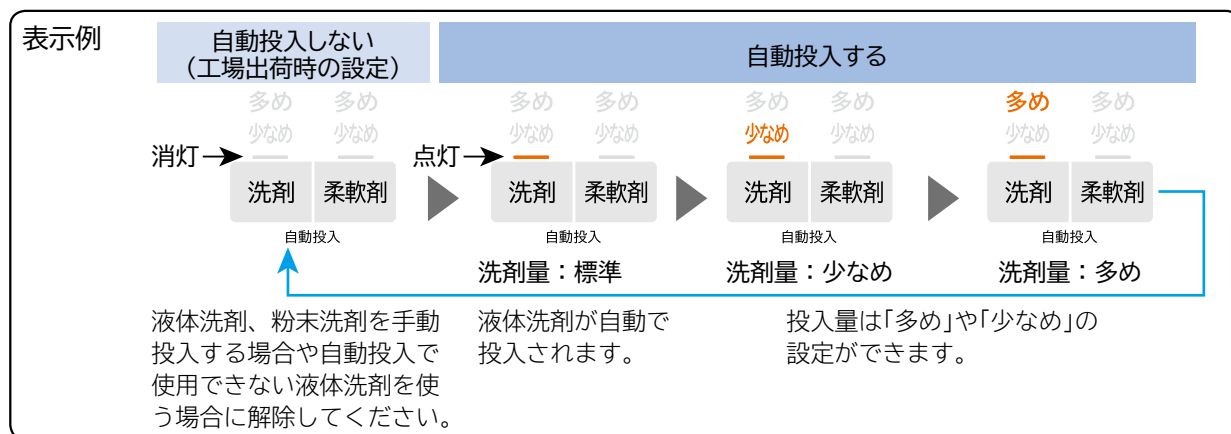 表示例
自動投入しない
（工場出荷時の設定）
自動投入する
多め 多め
少なめ 少なめ
消灯
洗剤 柔軟剤
自動投入
多め 多め
少なめ 少なめ
点灯
洗剤 柔軟剤
自動投入
洗剤量：標準
多め 多め
少なめ 少なめ
洗剤 柔軟剤
自動投入
洗剤量：少なめ
多め 多め
少なめ 少なめ
洗剤 柔軟剤
自動投入
洗剤量：多め
液体洗剤、粉末洗剤を手動
投入する場合や自動投入で
使用できない液体洗剤を使
う場合に解除してください。
液体洗剤が自動で
投入されます。
投入量は｢多め｣や｢少なめ｣の
設定ができます。